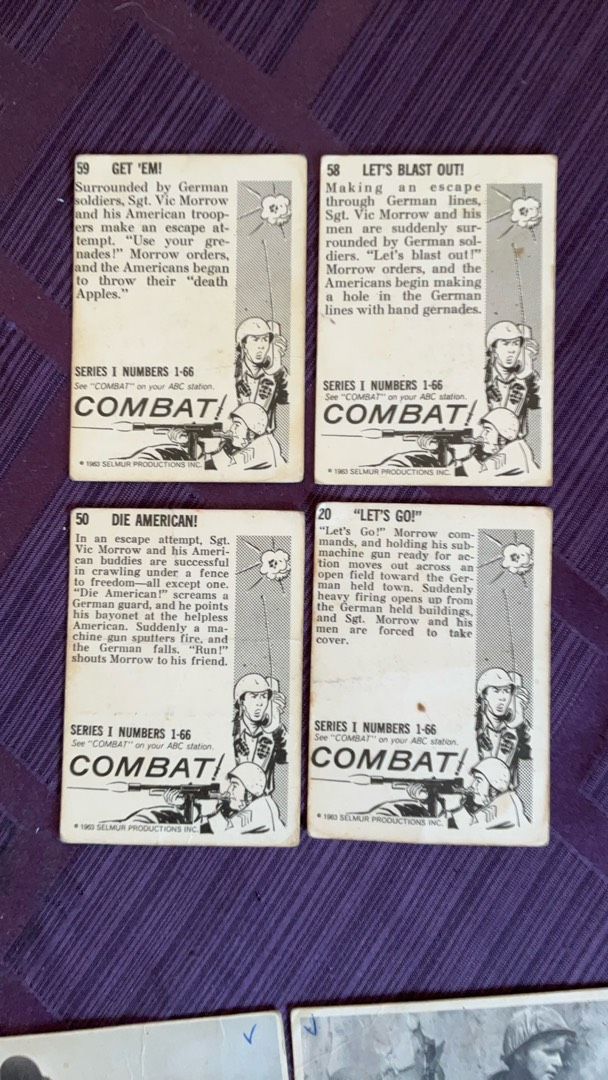 59 GET 'EM!
Surrounded by German
soldiers, Sgt. Vic Morrow
and his American troop-
ers make an escape at-
tempt. “Use your gre-
nades!” Morrow orders,
and the Americans began
to throw their “death
Apples.”
SERIES I NUMBERS 1-66
See "COMBAT" on your ABC station.
COMBAT!
© 1963 SELMUR PRODUCTIONS INC.
58 LET'S BLAST OUT!
Making an escape
through German lines,
Sgt. Vic Morrow and his
men are suddenly sur-
rounded by German sol-
diers. “Let's blast out!”
Morrow orders, and the
Americans begin making
a hole in the German
lines with hand gernades.
SERIES I NUMBERS 1-66
See "COMBAT" on your ABC station.
COMBAT!
© 1963 SELMUR PRODUCTIONS INC.
50 DIE AMERICAN!
In an escape attempt, Sgt.
Vic Morrow and his Ameri-
can buddies are successful
in crawling under a fence
to freedom—all except one.
“Die American!” screams a
German guard, and he points
his bayonet at the helpless
American. Suddenly a ma-
chine gun sputters fire, and
the German falls. “Run!”
shouts Morrow to his friend.
SERIES I NUMBERS 1-66
See "COMBAT" on your ABC station.
COMBAT!
© 1963 SELMUR PRODUCTIONS INC.
20 “LET'S GO!”
“Let's Go!” Morrow com-
mands, and holding his sub-
machine gun ready for ac-
tion moves out across an
open field toward the Ger-
man held town. Suddenly
heavy firing opens up from
the German held buildings,
and Sgt. Morrow and his
men are forced to take
cover.
SERIES I NUMBERS 1-66
See "COMBAT" on your ABC station.
COMBAT!
© 1963 SELMUR PRODUCTIONS INC.